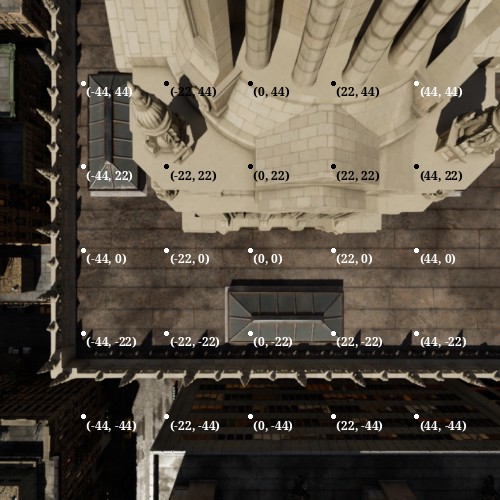 (-44, 44) (-22, 44) (0, 44) (22, 44) (44, 44)
(-44, 22) (-22, 22) (0, 22) (22, 22) (44, 22)
(-44, 0) (-22, 0) (0, 0) (22, 0) (44, 0)
(-44, -22) (-22, -22) (0, -22) (22, -22) (44, -22)
(-44, -44) (-22, -44) (0, -44) (22, -44) (44, -44)